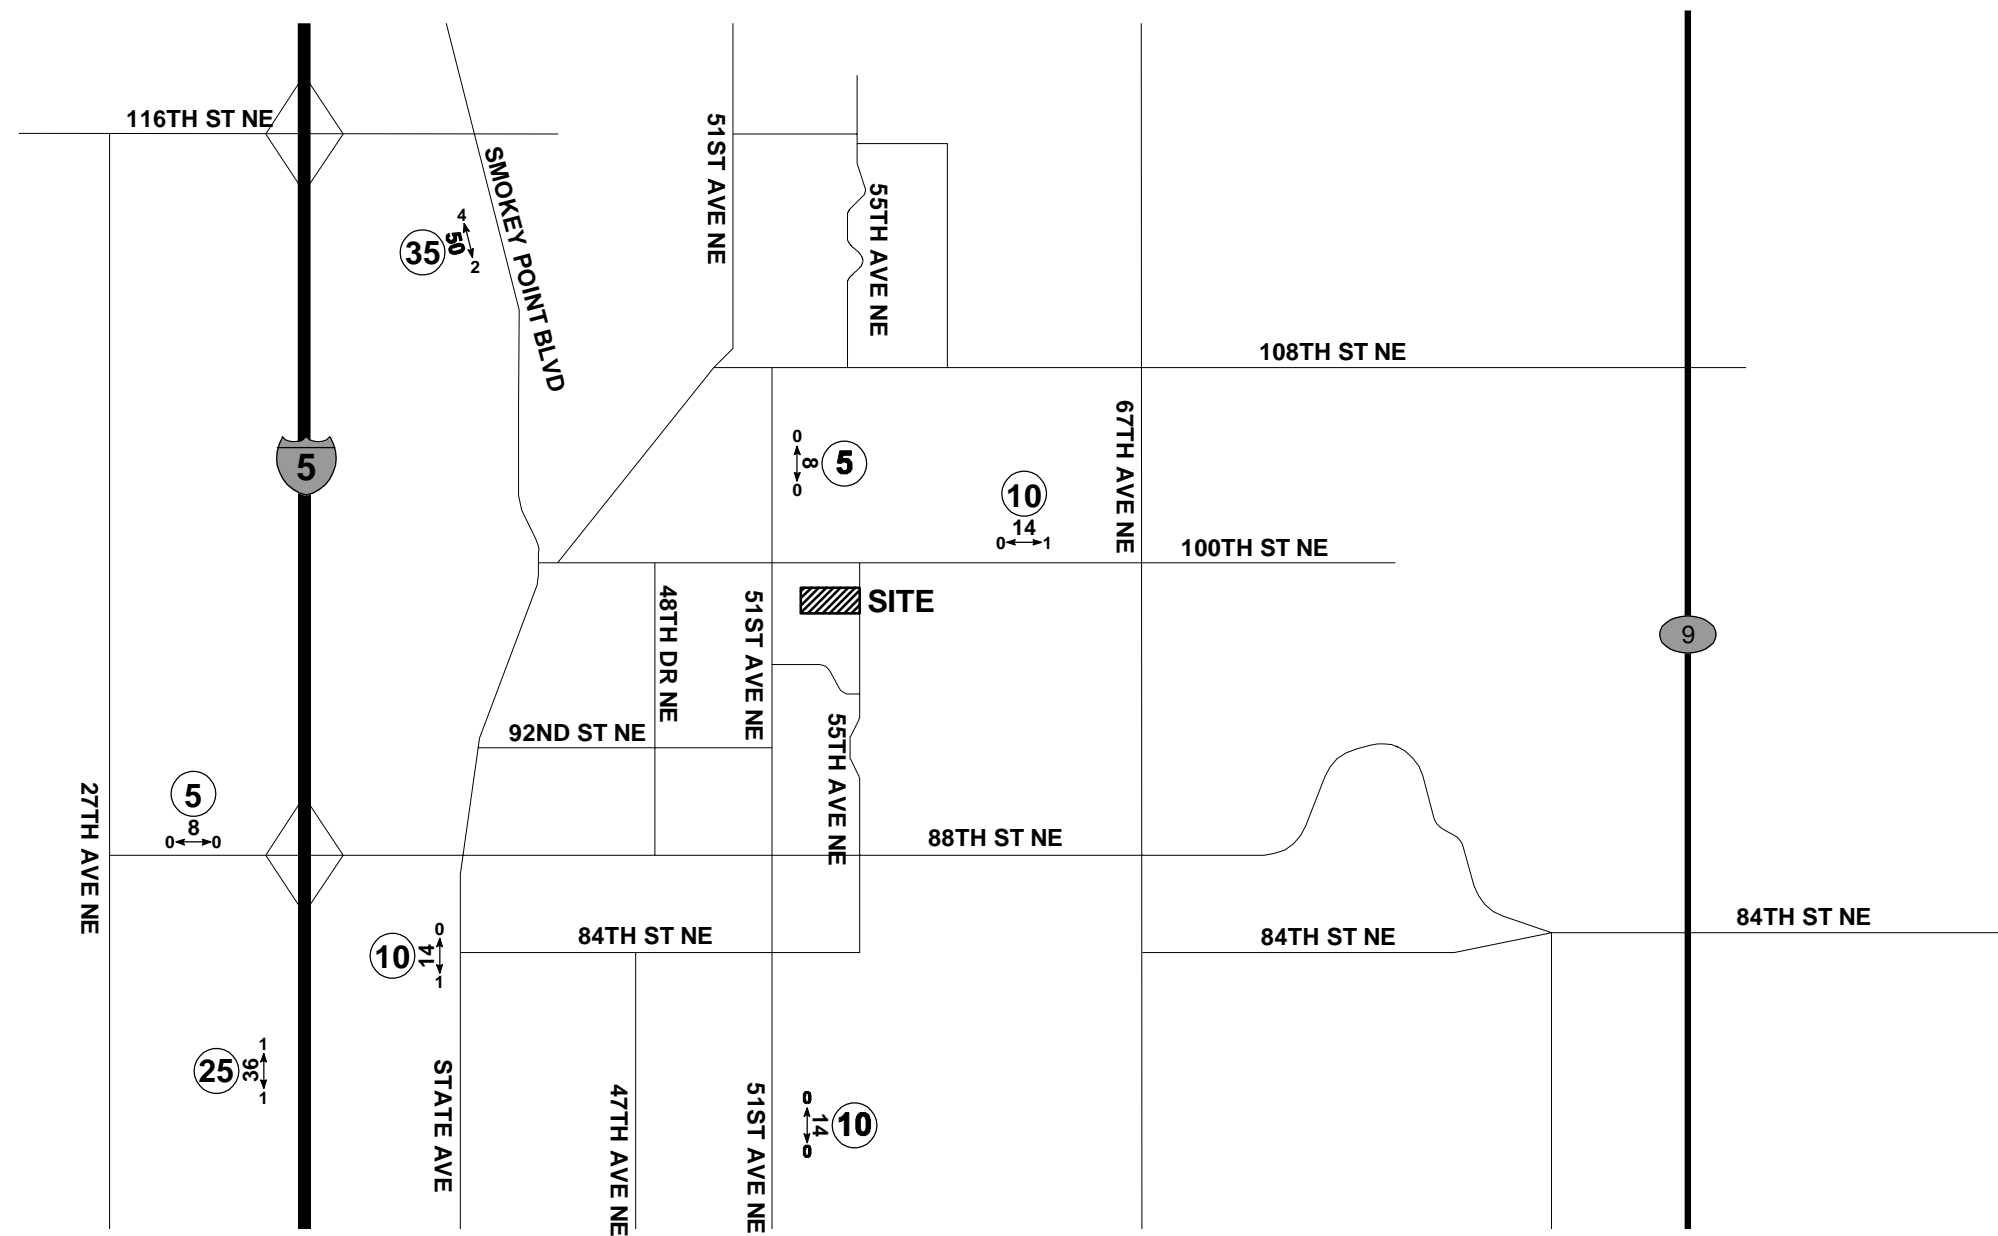 116TH ST NE
51ST AVE NE
SMOKEY POINT BLVD
55TH AVE NE
4
35
50
2
108TH ST NE
67TH AVE NE
5
0
8
5
0
10
14
0
1
100TH ST NE
48TH DR NE
51ST AVE NE
SITE
9
92ND ST NE
55TH AVE NE
27TH AVE NE
5
8
0
0
88TH ST NE
84TH ST NE
0
10
14
1
84TH ST NE
84TH ST NE
1
25
36
1
STATE AVE
47TH AVE NE
51ST AVE NE
0
14
10
0